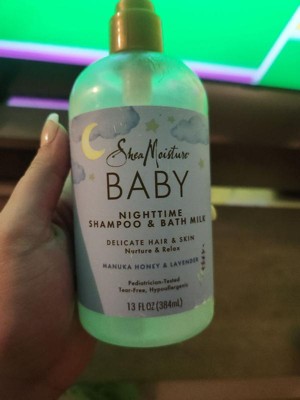 SheaMoisture
BABY
NIGHTTIME
SHAMPOO & BATH MILK
DELICATE HAIR & SKIN
Nurture & Relax
MANUKA HONEY & LAVENDER
Pediatrician-Tested
Tear-Free, Hypoallergenic
13 FL OZ (384mL)